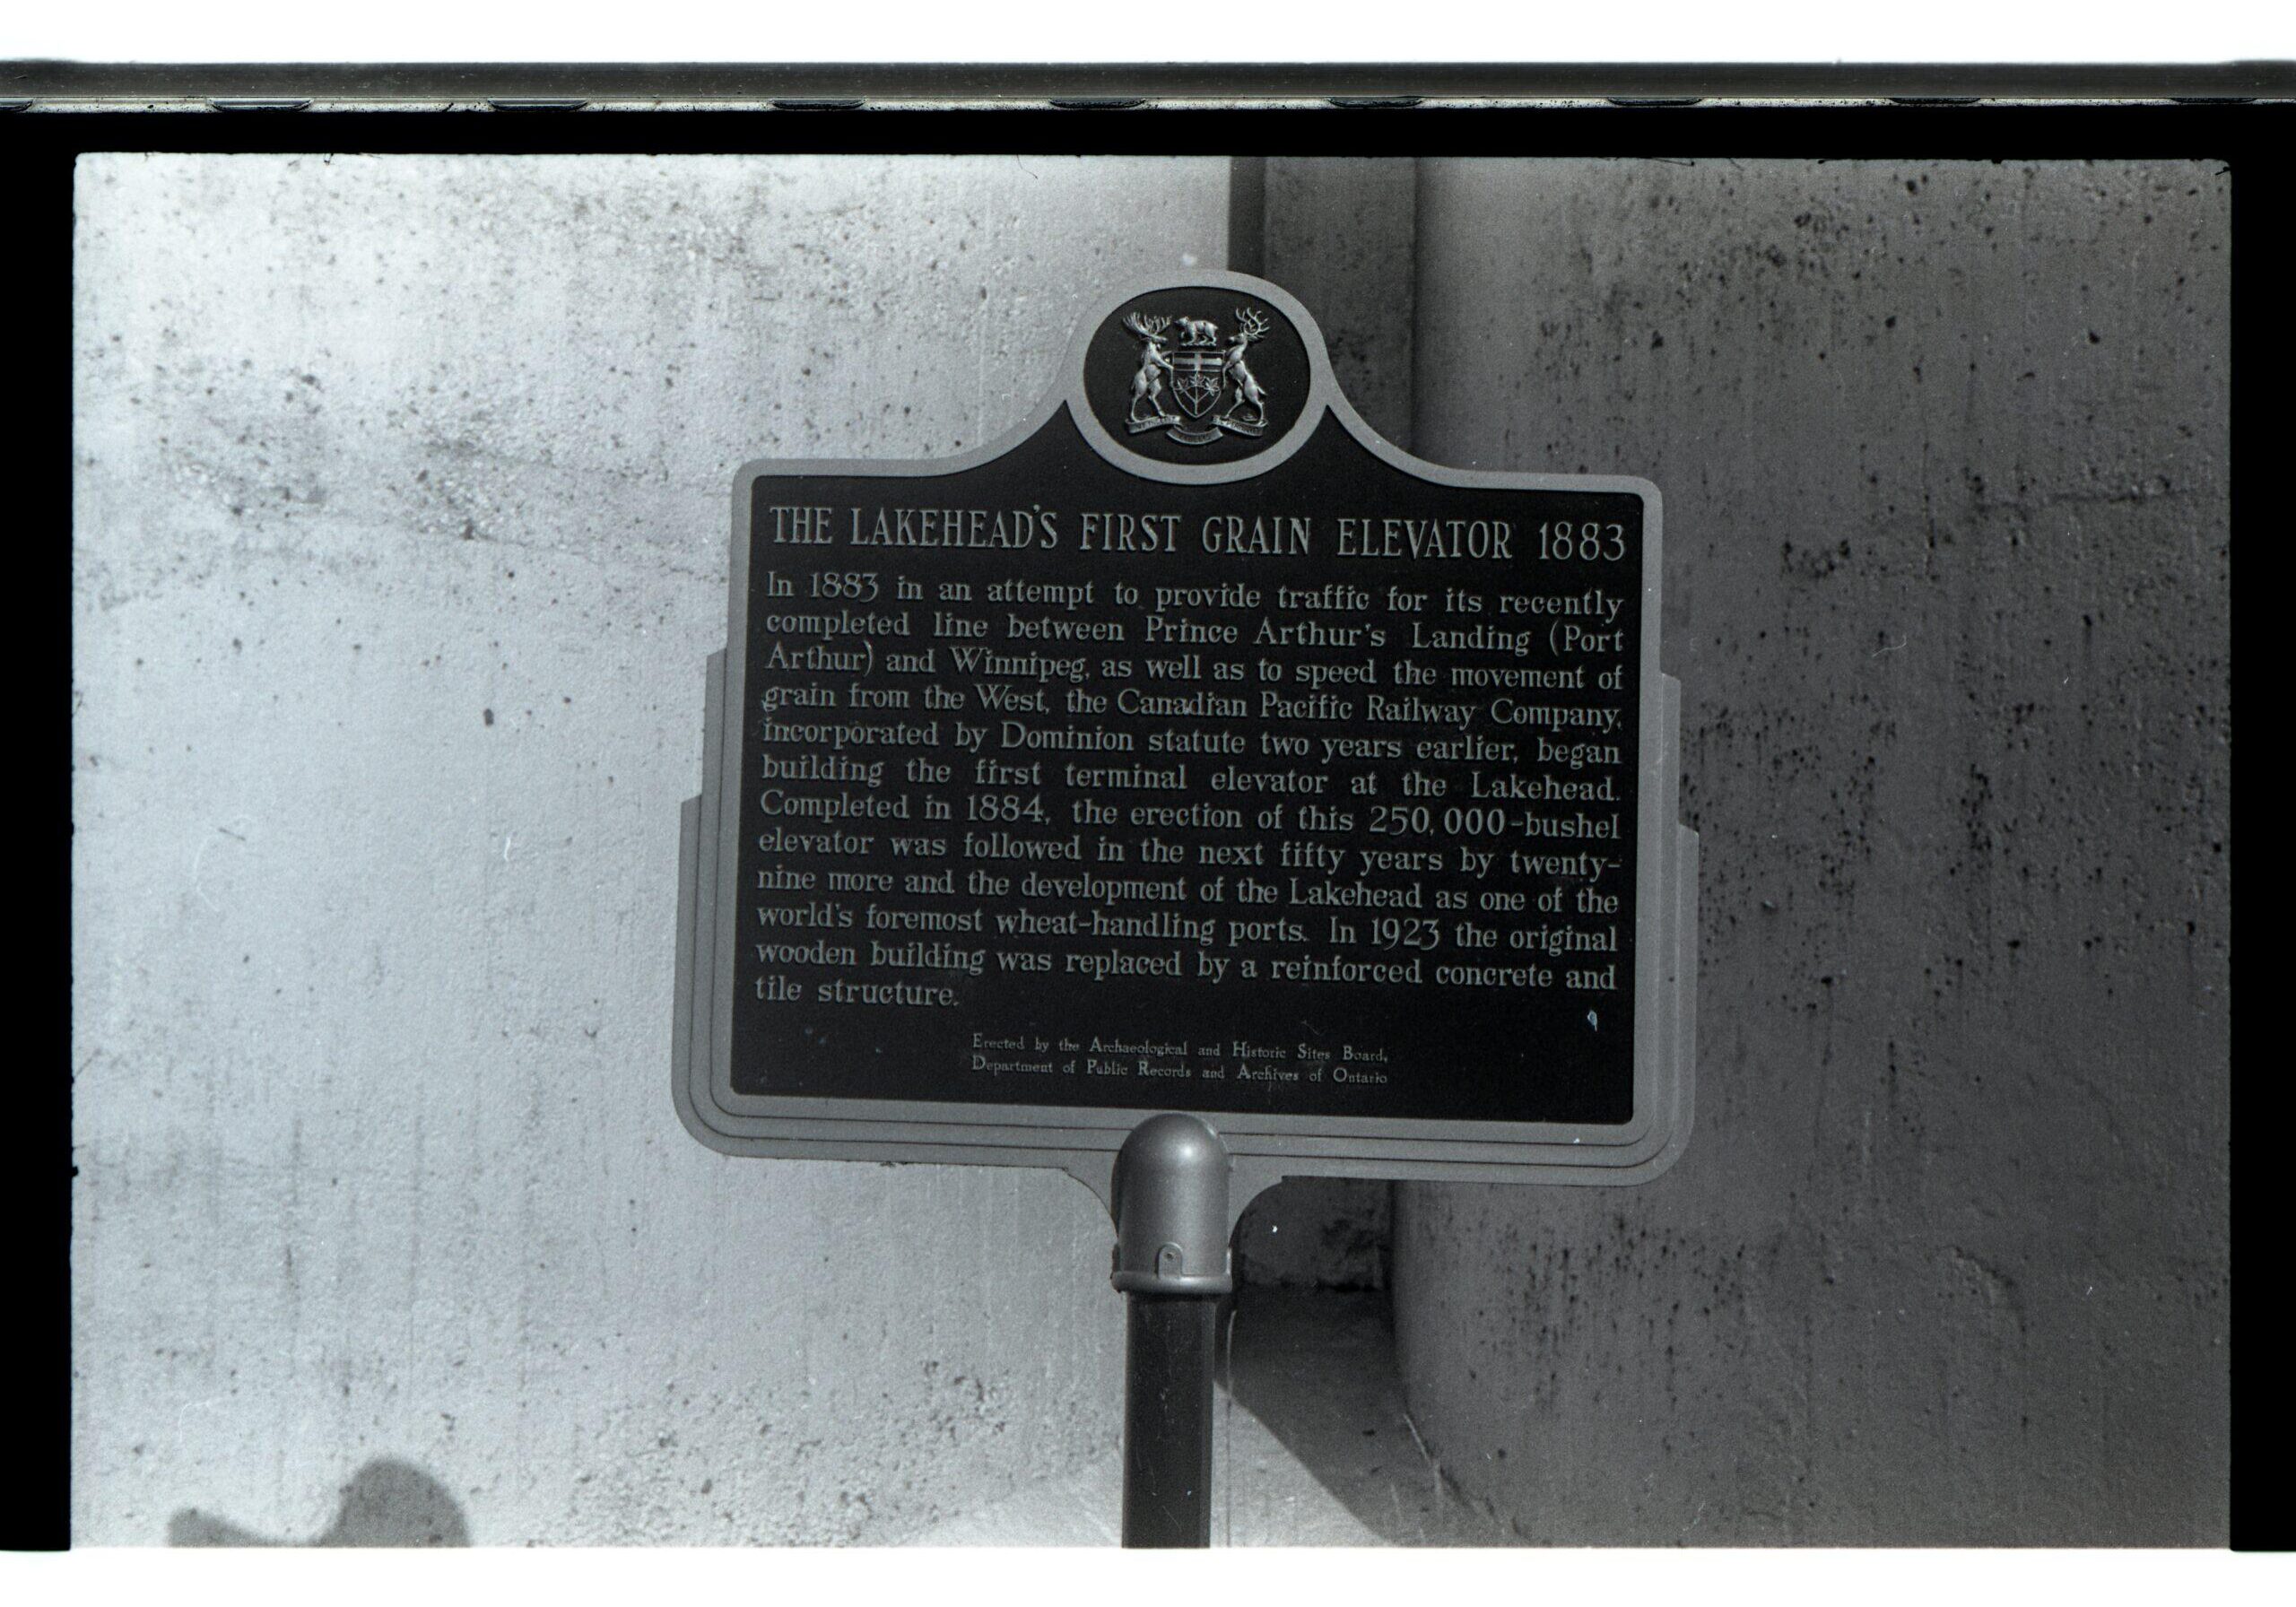 THE LAKEHEAD'S FIRST GRAIN ELEVATOR 1883
In 1883 in an attempt to provide traffic for its recently
completed line between Prince Arthur's Landing (Port
Arthur) and Winnipeg, as well as to speed the movement of
grain from the West, the Canadian Pacific Railway Company,
incorporated by Dominion statute two years earlier, began
building the first terminal elevator at the Lakehead.
Completed in 1884, the erection of this 250,000-bushel
elevator was followed in the next fifty years by twenty-
nine more and the development of the Lakehead as one of the
world's foremost wheat-handling ports. In 1923 the original
wooden building was replaced by a reinforced concrete and
tile structure.
Erected by the Archaeological and Historic Sites Board,
Department of Public Records and Archives of Ontario